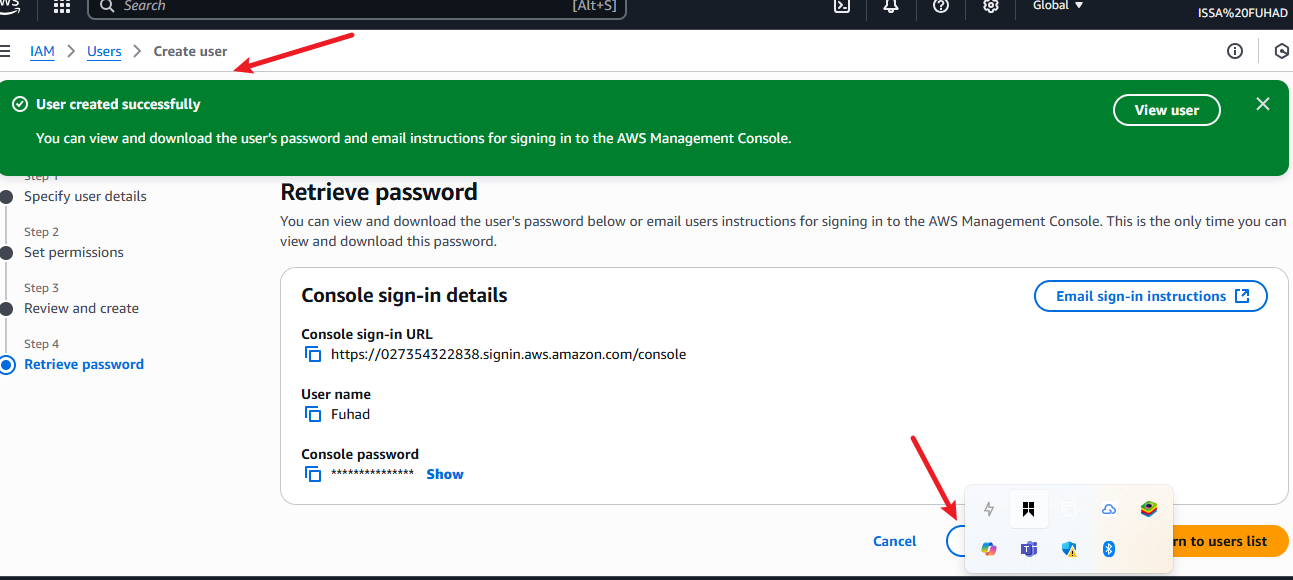 Search [Alt+S] Global
ISSA%20FUHAD
IAM > Users > Create user
User created successfully
View user
You can view and download the user's password and email instructions for signing in to the AWS Management Console.
Specify user details
Step 2
Set permissions
Step 3
Review and create
Step 4
Retrieve password
Retrieve password
You can view and download the user's password below or email users instructions for signing in to the AWS Management Console. This is the only time you can
view and download this password.
Console sign-in details
Email sign-in instructions
Console sign-in URL
https://027354322838.signin.aws.amazon.com/console
User name
Fuhad
Console password
*************** Show
Cancel
rn to users list